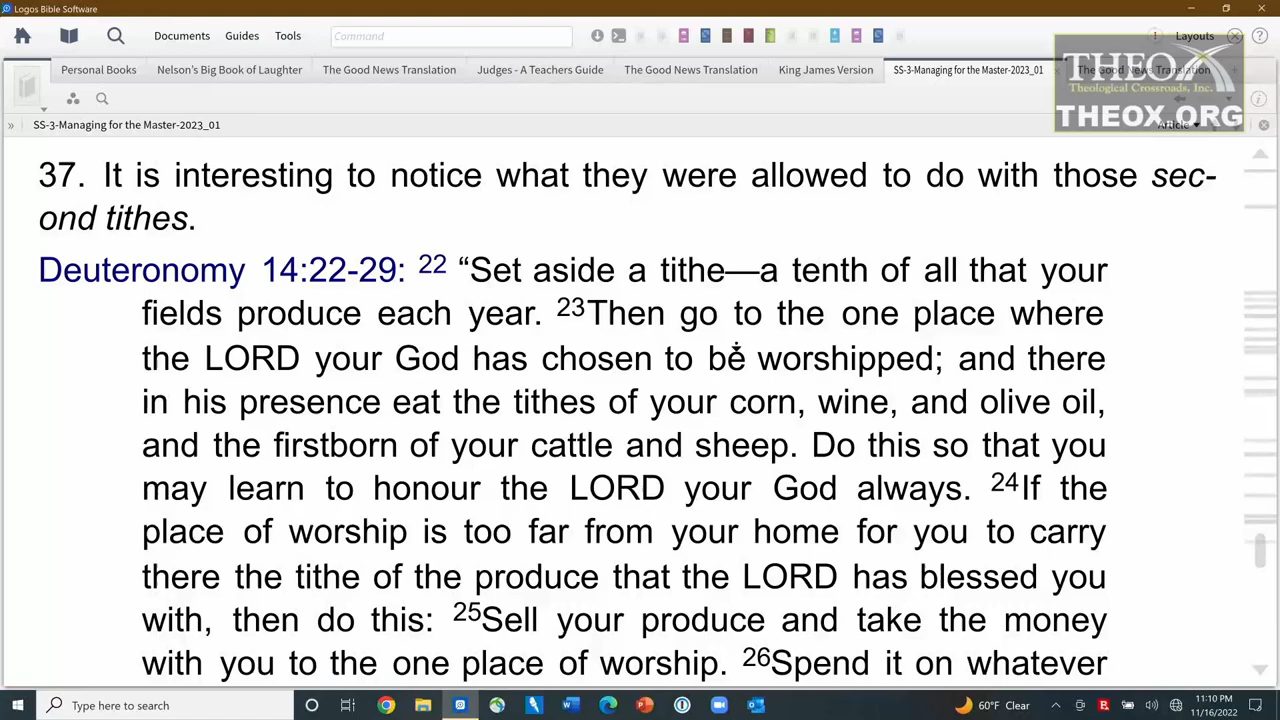 Logos Bible Software
Documents Guides Tools Command Layouts
Personal Books Nelson's Big Book of Laughter The Go Judges - A Teachers Guide The Good News Translation King James Version SS-3-Managing for the Master-2023_01 The Good News Translation
THEOX
Theological Crossroads, Inc.
THEOX.ORG
SS-3-Managing for the Master-2023_01 Article
37. It is interesting to notice what they were allowed to do with those sec-
ond tithes.
Deuteronomy 14:22-29: 22 “Set aside a tithe—a tenth of all that your
fields produce each year. 23Then go to the one place where
the LORD your God has chosen to be worshipped; and there
in his presence eat the tithes of your corn, wine, and olive oil,
and the firstborn of your cattle and sheep. Do this so that you
may learn to honour the LORD your God always. 24If the
place of worship is too far from your home for you to carry
there the tithe of the produce that the LORD has blessed you
with, then do this: 25Sell your produce and take the money
with you to the one place of worship. 26Spend it on whatever
Type here to search 60°F Clear 11:10 PM
11/16/2022